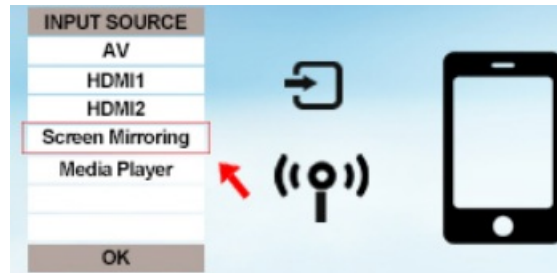 INPUT SOURCE
AV
HDMI1
HDMI2
Screen Mirroring
Media Player
OK